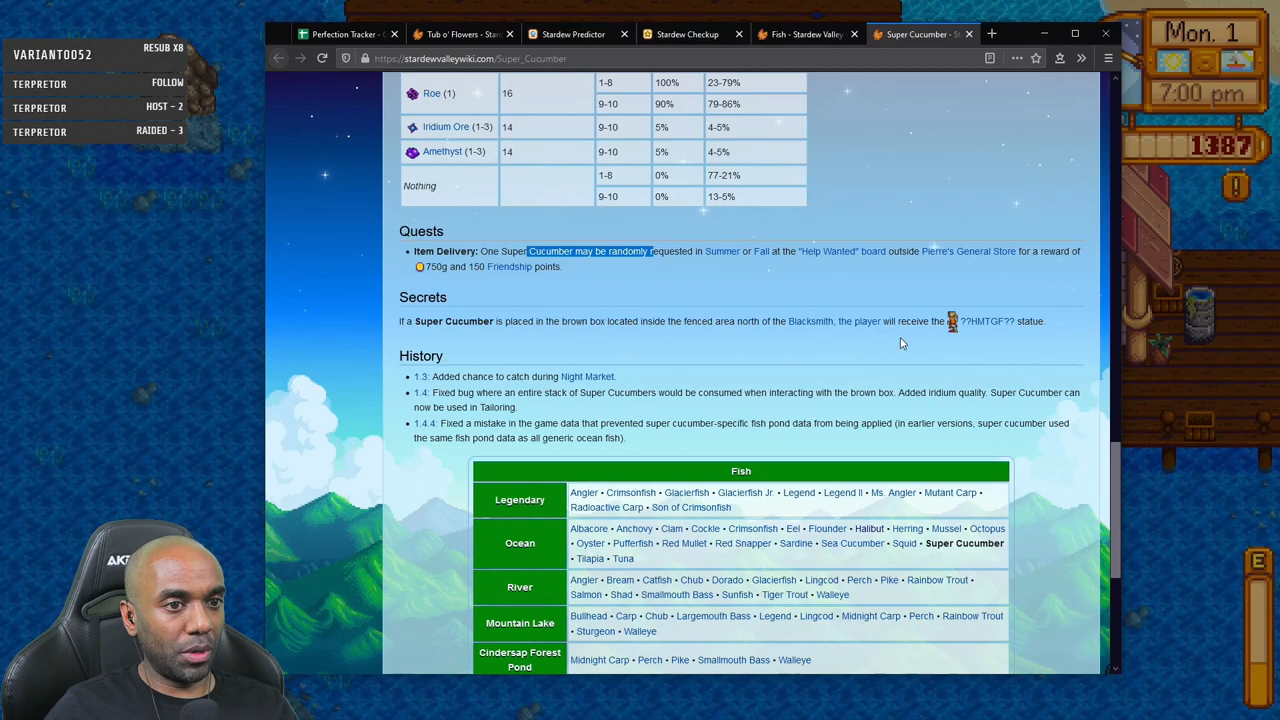 VARIANT0052 RESUB X8
TERPRETOR FOLLOW
TERPRETOR HOST - 2
TERPRETOR RAIDED - 3
Perfection Tracker - C
Tub o' Flowers - Stard
Stardew Predictor
Stardew Checkup
Fish - Stardew Valley
Super Cucumber - St
https://stardewvalleywiki.com/Super_Cucumber
Mon. 1
7:00 pm
1387
Roe (1) 16 1-8 100% 23-79%
9-10 90% 79-86%
Iridium Ore (1-3) 14 9-10 5% 4-5%
Amethyst (1-3) 14 9-10 5% 4-5%
Nothing 1-8 0% 77-21%
9-10 0% 13-5%
Quests
• Item Delivery: One Super Cucumber may be randomly requested in Summer or Fall at the "Help Wanted" board outside Pierre's General Store for a reward of
750g and 150 Friendship points.
Secrets
If a Super Cucumber is placed in the brown box located inside the fenced area north of the Blacksmith, the player will receive the ??HMTGF?? statue.
History
• 1.3: Added chance to catch during Night Market.
• 1.4: Fixed bug where an entire stack of Super Cucumbers would be consumed when interacting with the brown box. Added iridium quality. Super Cucumber can
now be used in Tailoring.
• 1.4.4: Fixed a mistake in the game data that prevented super cucumber-specific fish pond data from being applied (in earlier versions, super cucumber used
the same fish pond data as all generic ocean fish).
Fish
Legendary
Angler • Crimsonfish • Glacierfish • Glacierfish Jr. • Legend • Legend II • Ms. Angler • Mutant Carp •
Radioactive Carp • Son of Crimsonfish
Ocean
Albacore • Anchovy • Clam • Cockle • Crimsonfish • Eel • Flounder • Halibut • Herring • Mussel • Octopus
• Oyster • Pufferfish • Red Mullet • Red Snapper • Sardine • Sea Cucumber • Squid • Super Cucumber
• Tilapia • Tuna
River
Angler • Bream • Catfish • Chub • Dorado • Glacierfish • Lingcod • Perch • Pike • Rainbow Trout •
Salmon • Shad • Smallmouth Bass • Sunfish • Tiger Trout • Walleye
Mountain Lake
Bullhead • Carp • Chub • Largemouth Bass • Legend • Lingcod • Midnight Carp • Perch • Rainbow Trout
• Sturgeon • Walleye
Cindersap Forest
Pond
Midnight Carp • Perch • Pike • Smallmouth Bass • Walleye
E